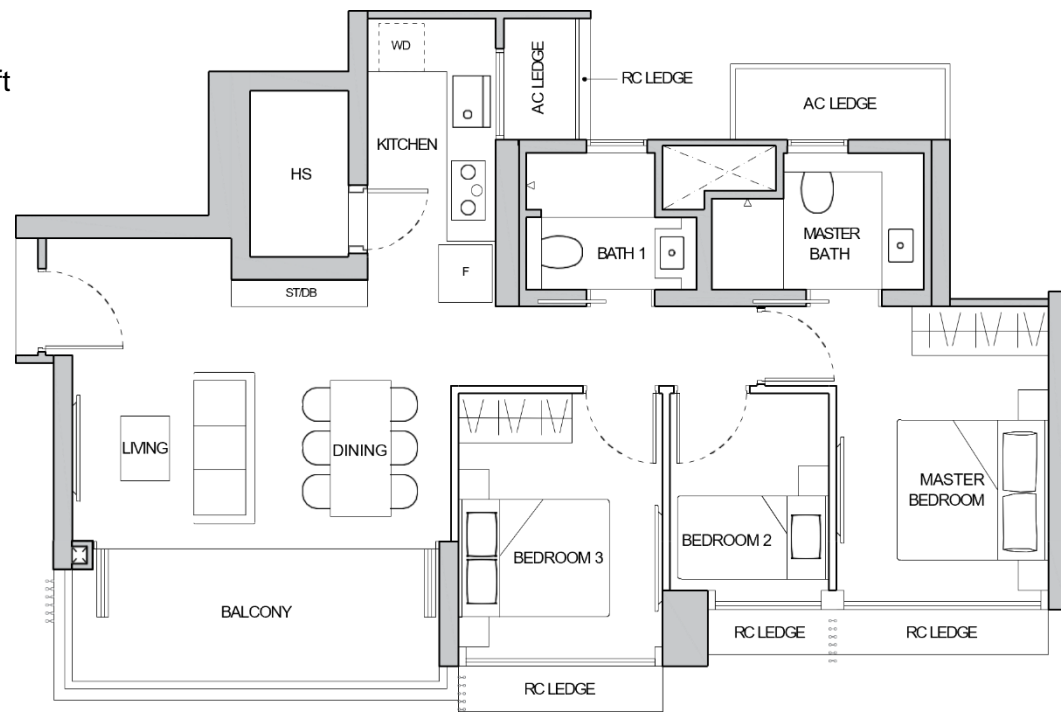 ft
WD
AC LEDGE
RC LEDGE
AC LEDGE
KITCHEN
HS
MASTER
BATH
BATH 1
F
ST/DB
LIVING
DINING
MASTER
BEDROOM
BEDROOM 2
BEDROOM 3
BALCONY
RC LEDGE
RC LEDGE
RC LEDGE